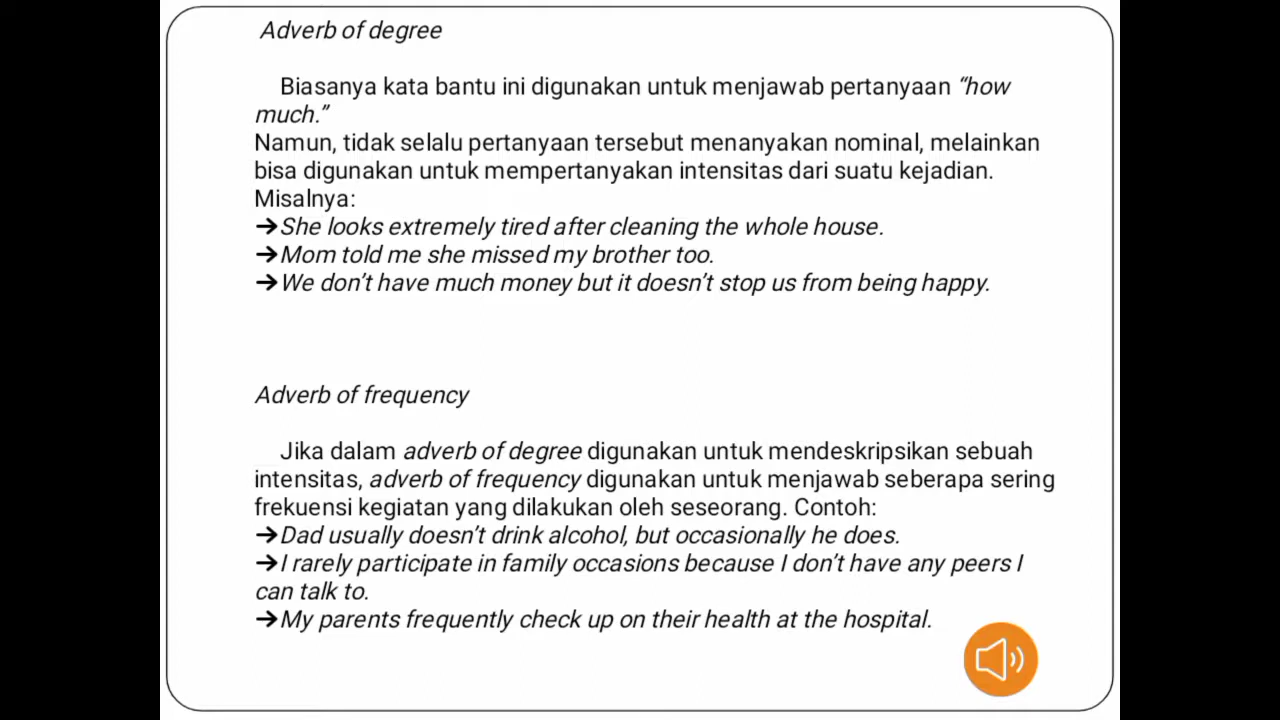 Adverb of degree
Biasanya kata bantu ini digunakan untuk menjawab pertanyaan “how
much.”
Namun, tidak selalu pertanyaan tersebut menanyakan nominal, melainkan
bisa digunakan untuk mempertanyakan intensitas dari suatu kejadian.
Misalnya:
➔She looks extremely tired after cleaning the whole house.
➔Mom told me she missed my brother too.
➔We don’t have much money but it doesn’t stop us from being happy.
Adverb of frequency
Jika dalam adverb of degree digunakan untuk mendeskripsikan sebuah
intensitas, adverb of frequency digunakan untuk menjawab seberapa sering
frekuensi kegiatan yang dilakukan oleh seseorang. Contoh:
➔Dad usually doesn’t drink alcohol, but occasionally he does.
➔I rarely participate in family occasions because I don’t have any peers I
can talk to.
➔My parents frequently check up on their health at the hospital.